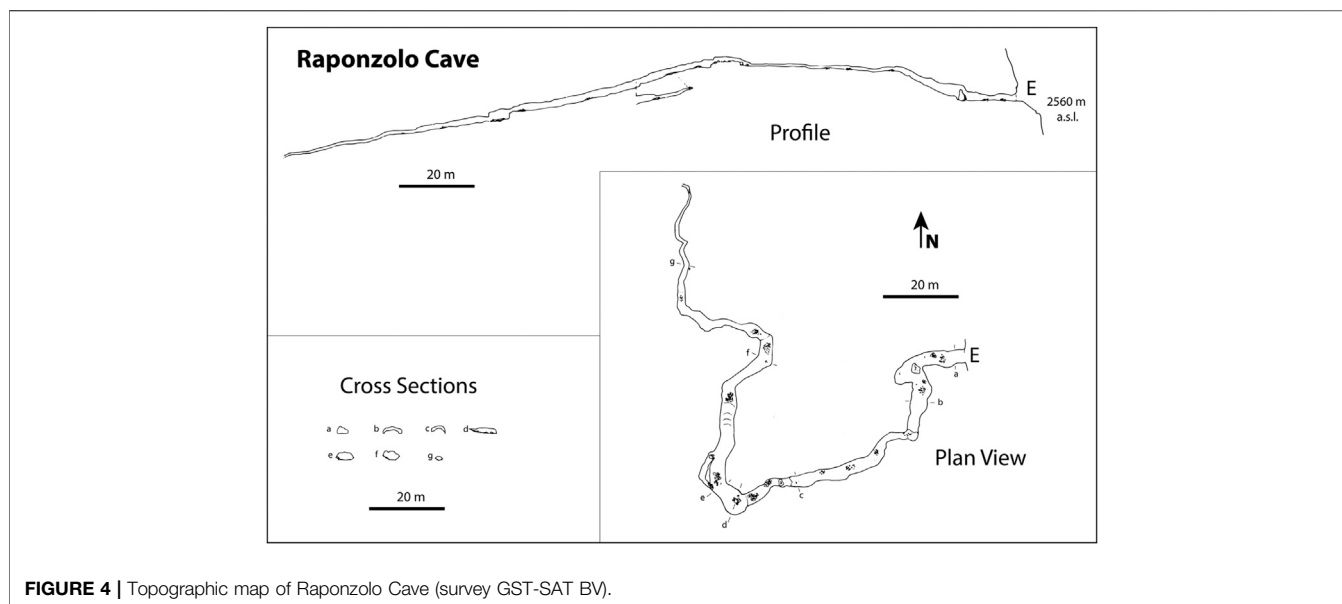 Raponzolo Cave
E
2560 m
a.s.l.
Profile
20 m
N
20 m
g
f
E
a
b
Plan View
c
e
d
Cross Sections
a b c d
e f g
20 m
FIGURE 4 | Topographic map of Raponzolo Cave (survey GST-SAT BV).